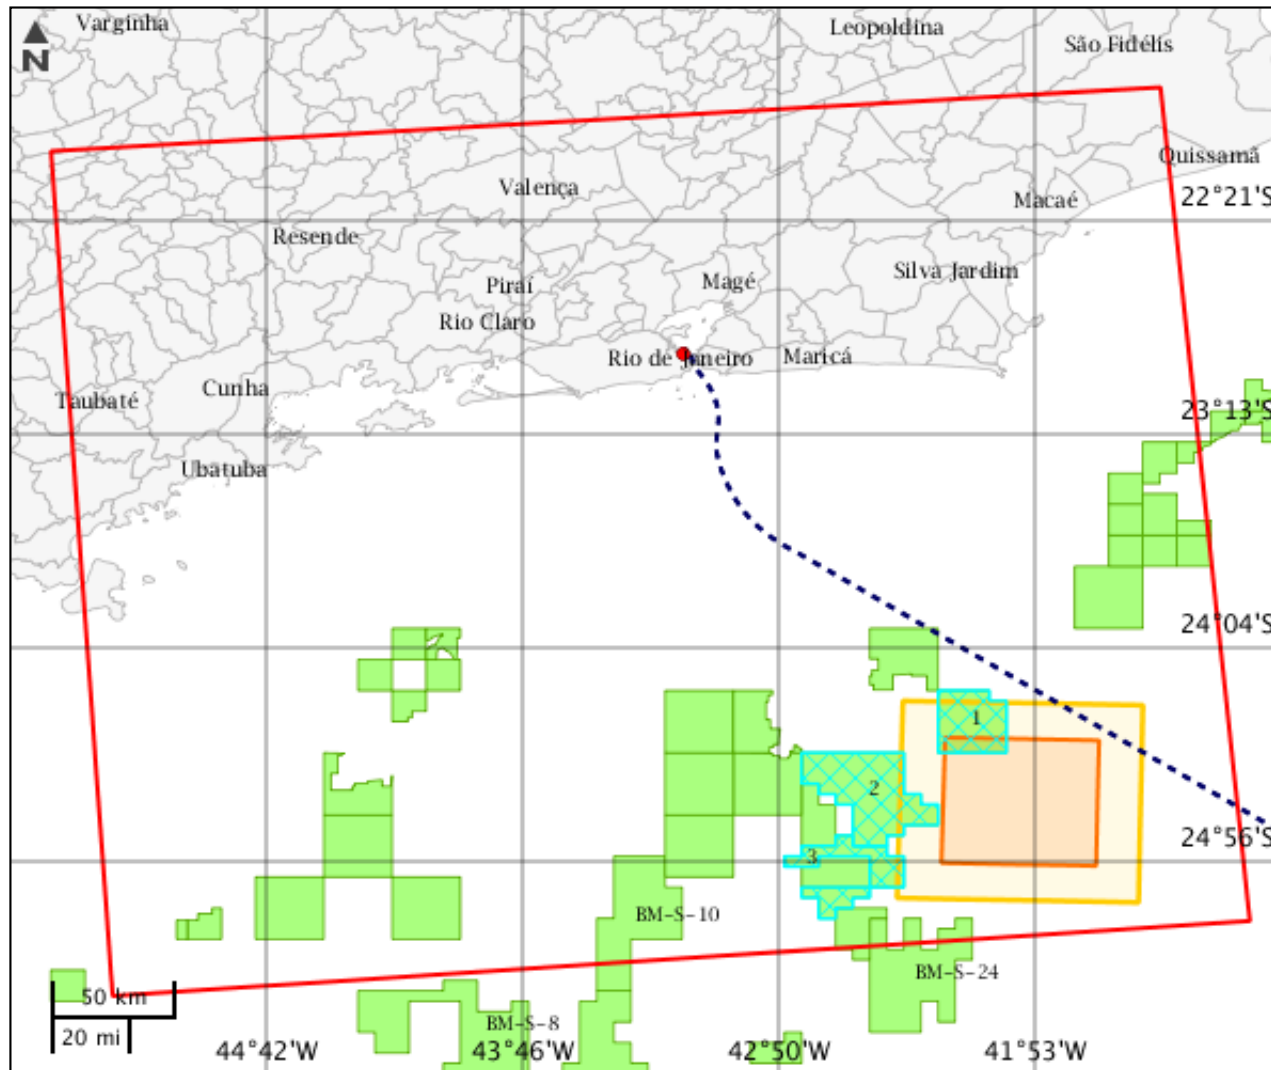 Varginha
Leopoldina
São Fidélis
N
Quissamã
Valença
22°21'S
Macaé
Resende
Silva Jardim
Magé
Piraí
Rio Claro
Rio de Janeiro
Maricá
Cunha
Taubaté
23°13'S
Ubatuba
24°04'S
1
2
24°56'S
3
BM-S-10
BM-S-24
50 km
BM-S-8
20 mi
44°42'W
43°46'W
42°50'W
41°53'W